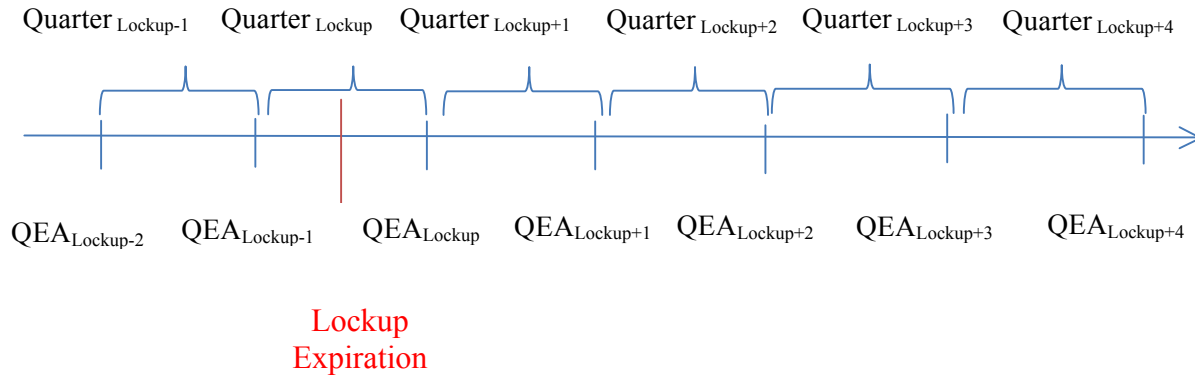 Quarter Lockup-1 Quarter Lockup Quarter Lockup+1 Quarter Lockup+2 Quarter Lockup+3 Quarter Lockup+4
QEALockup-2 QEALockup-1 QEALockup QEALockup+1 QEALockup+2 QEALockup+3 QEALockup+4
Lockup
Expiration